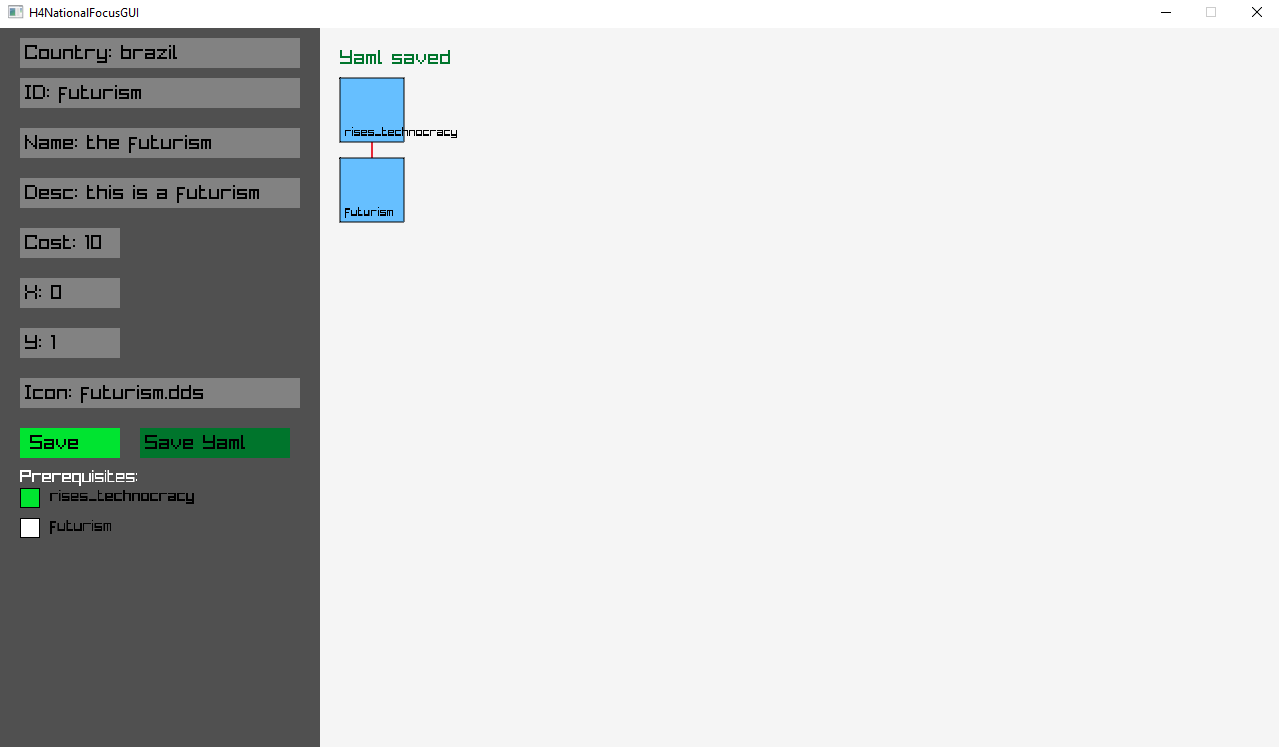 H4NationalFocusGUI
Country: brazil
ID: Futurism
Name: the Futurism
Desc: this is a Futurism
Cost: 10
X: 0
Y: 1
Icon: Futurism.dds
Save
Save Yaml
Prerequisites:
rises_technocracy
Futurism
Yaml saved
rises_technocracy
Futurism